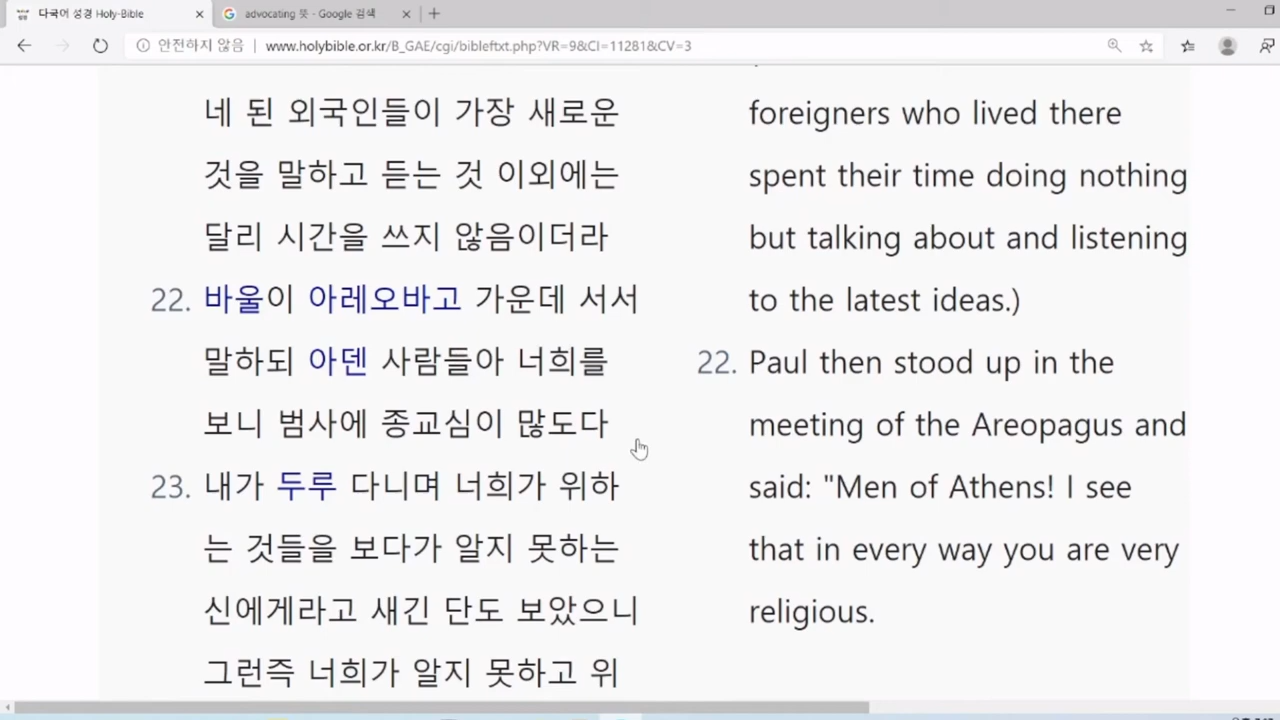 다국어 성경 Holy-Bible
advocating 뜻 - Google 검색
안전하지 않음 | www.holybible.or.kr/B_GAE/cgi/bibleftxt.php?VR=9&CI=11281&CV=3
네 된 외국인들이 가장 새로운
것을 말하고 듣는 것 이외에는
달리 시간을 쓰지 않음이더라
22. 바울이 아레오바고 가운데 서서
말하되 아덴 사람들아 너희를
보니 범사에 종교심이 많도다
23. 내가 두루 다니며 너희가 위하
는 것들을 보다가 알지 못하는
신에게라고 새긴 단도 보았으니
그런즉 너희가 알지 못하고 위
foreigners who lived there
spent their time doing nothing
but talking about and listening
to the latest ideas.)
22. Paul then stood up in the
meeting of the Areopagus and
said: "Men of Athens! I see
that in every way you are very
religious.